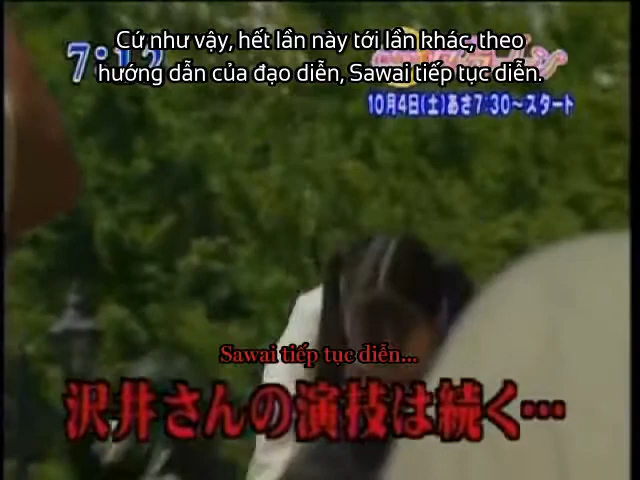 Cứ như vậy, hết lần này tới lần khác, theo
7:12
hướng dẫn của đạo diễn, Sawai tiếp tục diễn.
10月4日(土)あさ7:30~スタート
Sawai tiếp tục diễn...
沢井さんの演技は続く…